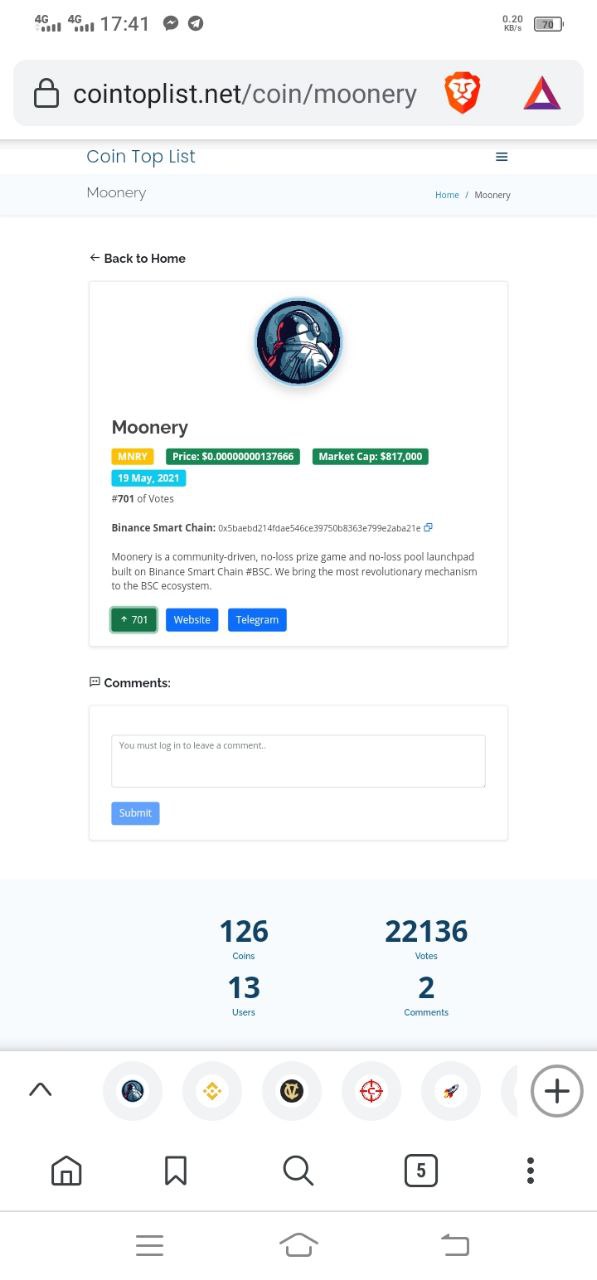 4G 4G 17:41 0.20 KB/s 70
cointoplist.net/coin/moonery
Coin Top List
Moonery Home / Moonery
← Back to Home
Moonery
MNRY Price: $0.00000000137666 Market Cap: $817,000
19 May, 2021
#701 of Votes
Binance Smart Chain: 0x5baebd214fdae546ce39750b8363e799e2aba21e
Moonery is a community-driven, no-loss prize game and no-loss pool launchpad
built on Binance Smart Chain #BSC. We bring the most revolutionary mechanism
to the BSC ecosystem.
↑ 701 Website Telegram
Comments:
You must log in to leave a comment..
Submit
126 22136
Coins Votes
13 2
Users Comments
5